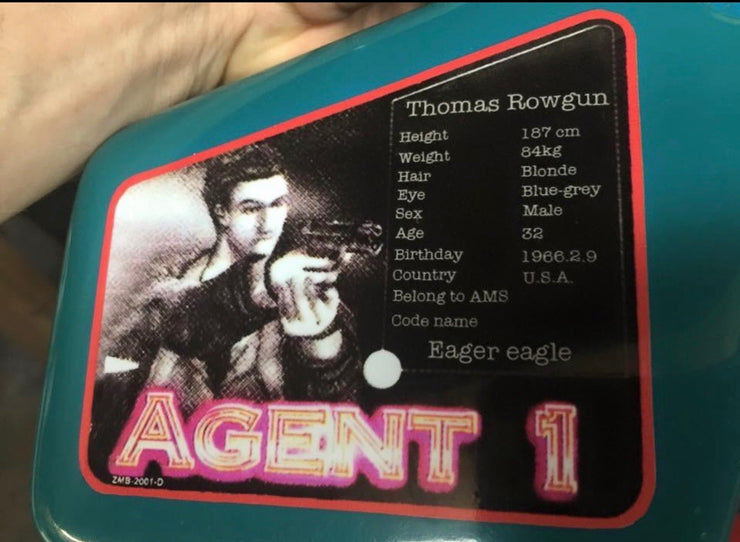 Thomas Rowgun
Height 187 cm
Weight 84kg
Hair Blonde
Eye Blue-grey
Sex Male
Age 32
Birthday 1966.2.9
Country U.S.A.
Belong to AMS
Code name
Eager eagle
AGENT 1
ZMB-2001-D